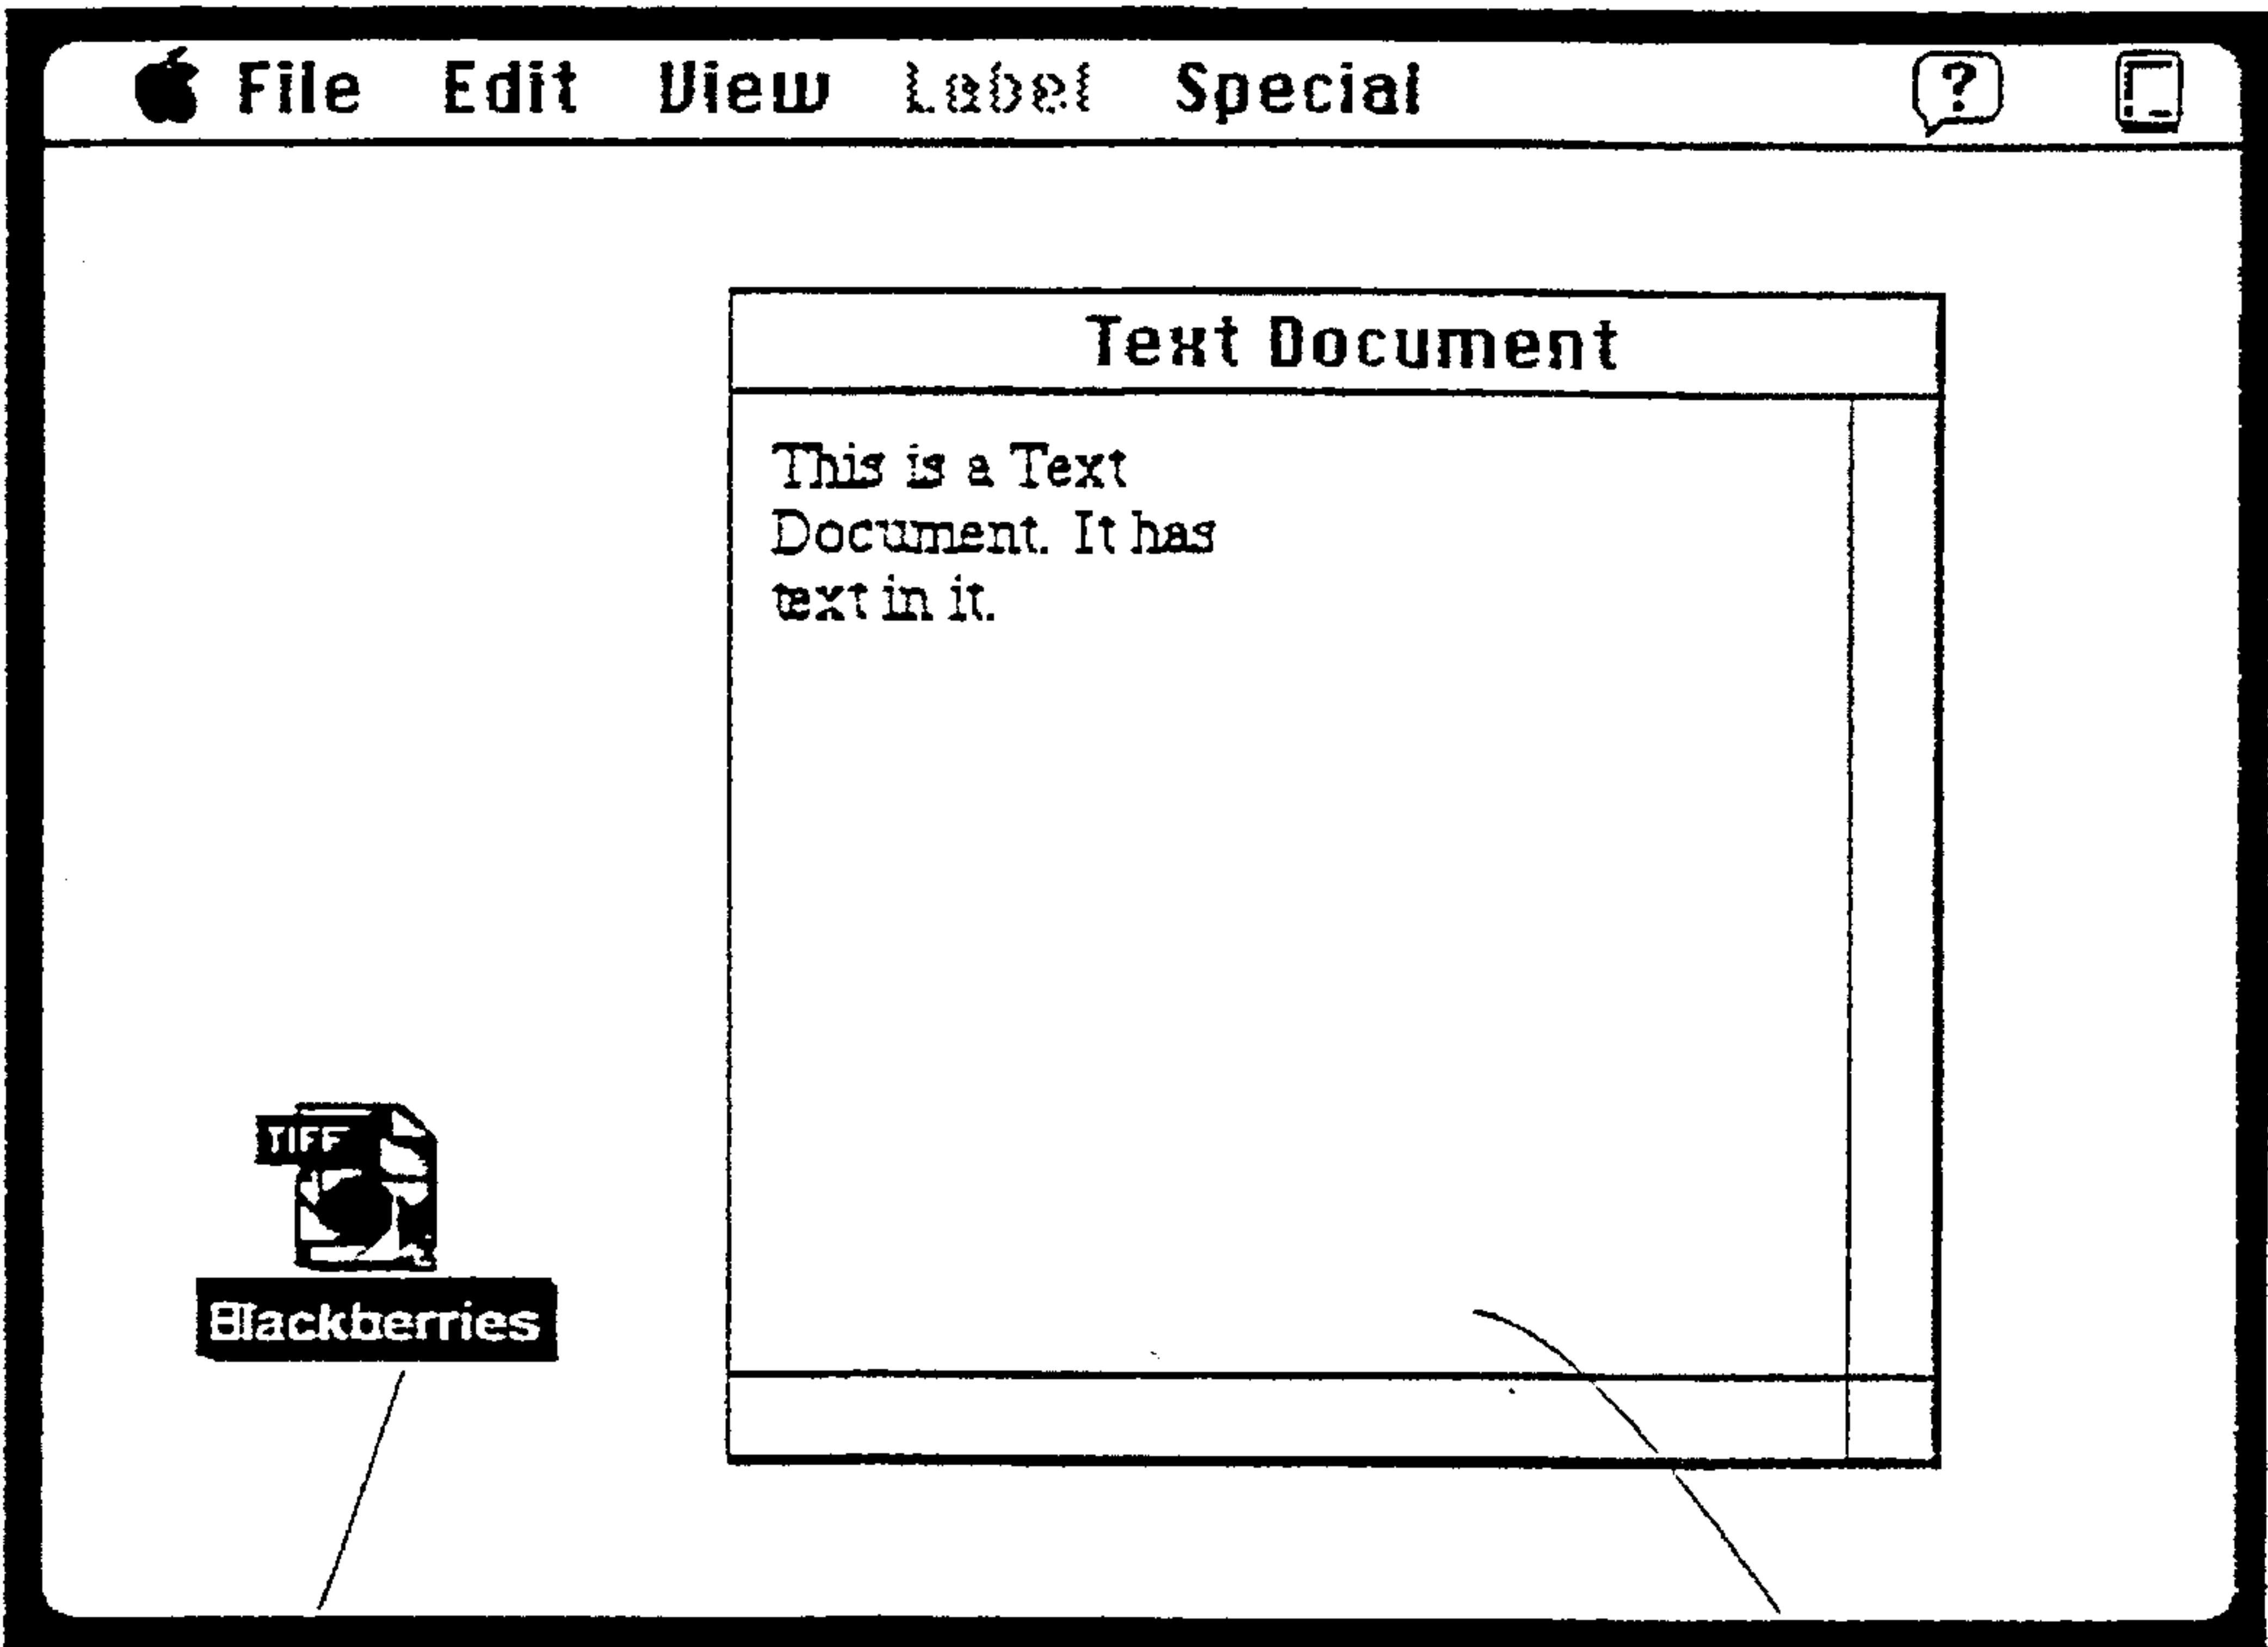 File Edit View Label Special ?
Text Document
This is a Text
Document. It has
text in it.
TIFF
Blackberries